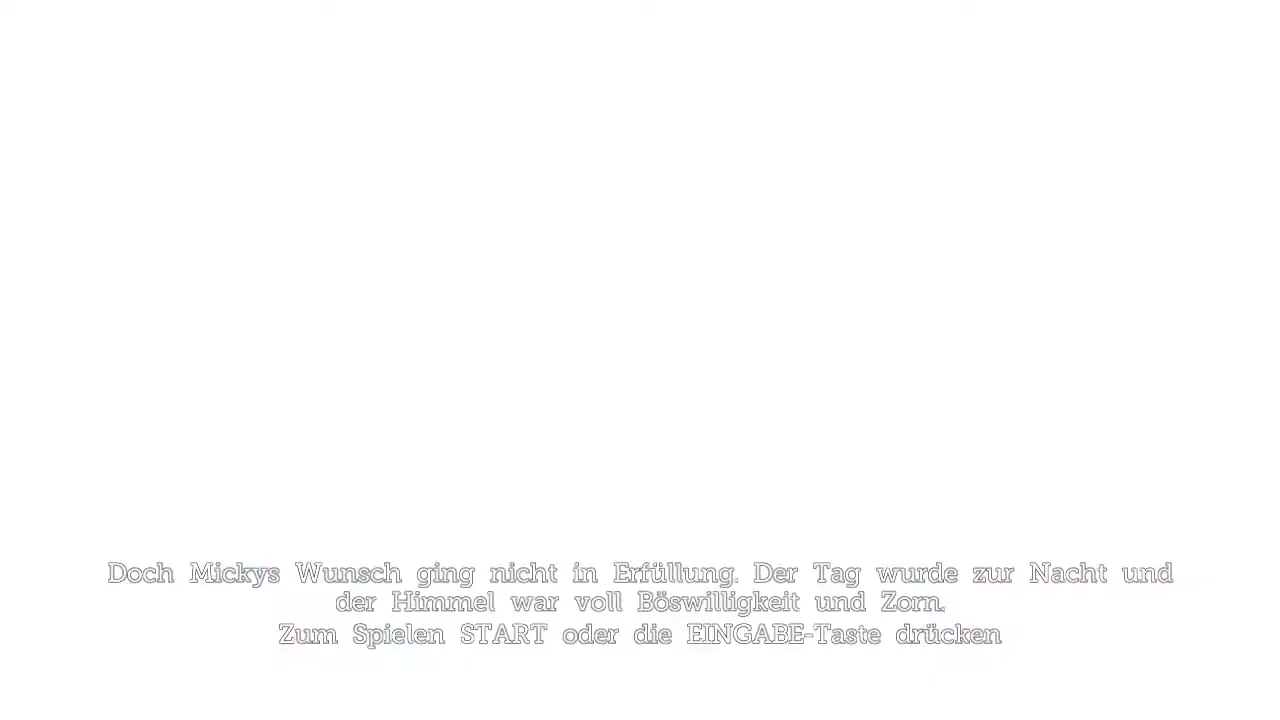 Doch Mickys Wunsch ging nicht in Erfüllung. Der Tag wurde zur Nacht und
der Himmel war voll Böswilligkeit und Zorn.
Zum Spielen START oder die EINGABE-Taste drücken